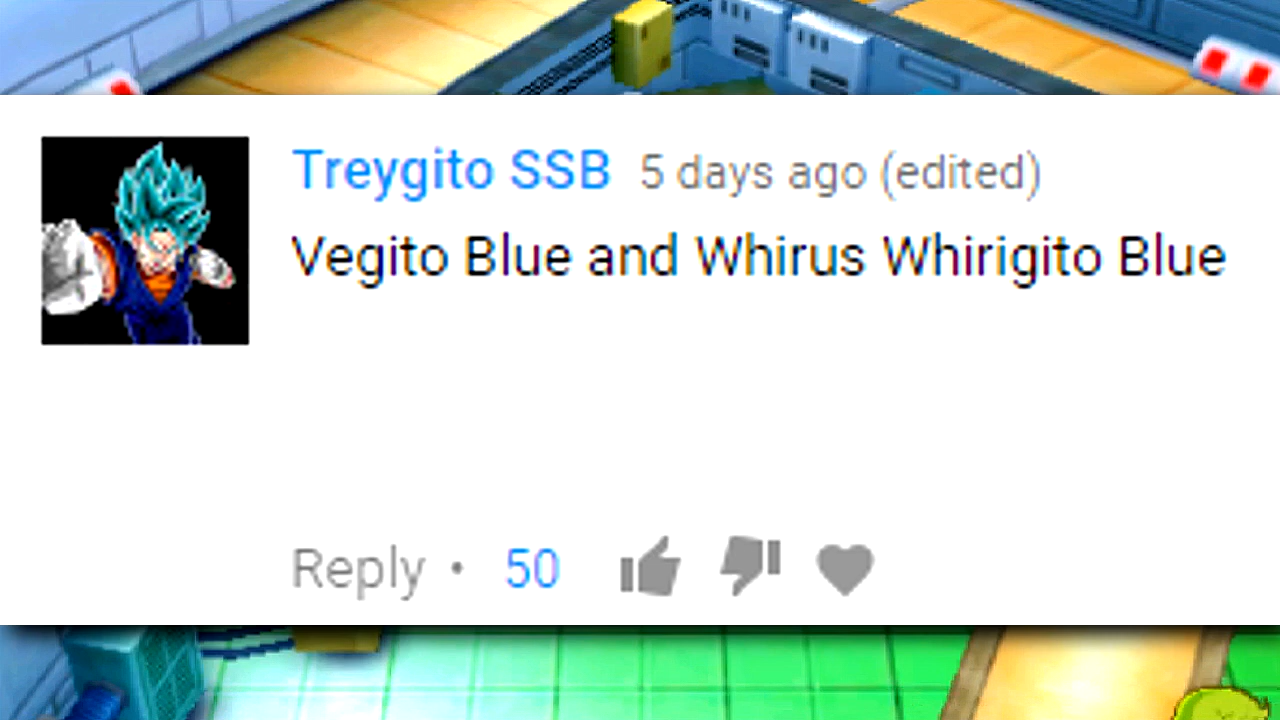 Treygito SSB 5 days ago (edited)
Vegito Blue and Whirus Whirigito Blue
Reply • 50